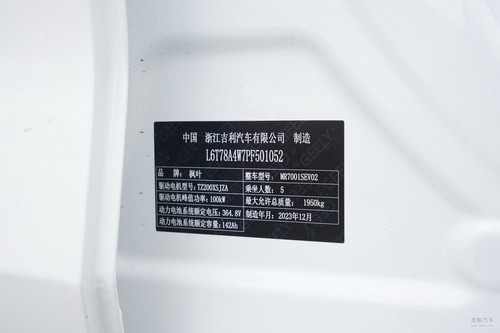 中国 浙江吉利汽车有限公司 制造
L6T78A4W7PF501052
品牌：枫叶 整车型号：MR7001SEV02
驱动电机型号：TZ200XSJZA 乘坐人数：5
驱动电机峰值功率：100kW 最大允许总质量：1950kg
动力电池系统额定电压：364.8V 制造年月：2023年12月
动力电池系统额定容量：142Ah
搜狐汽车